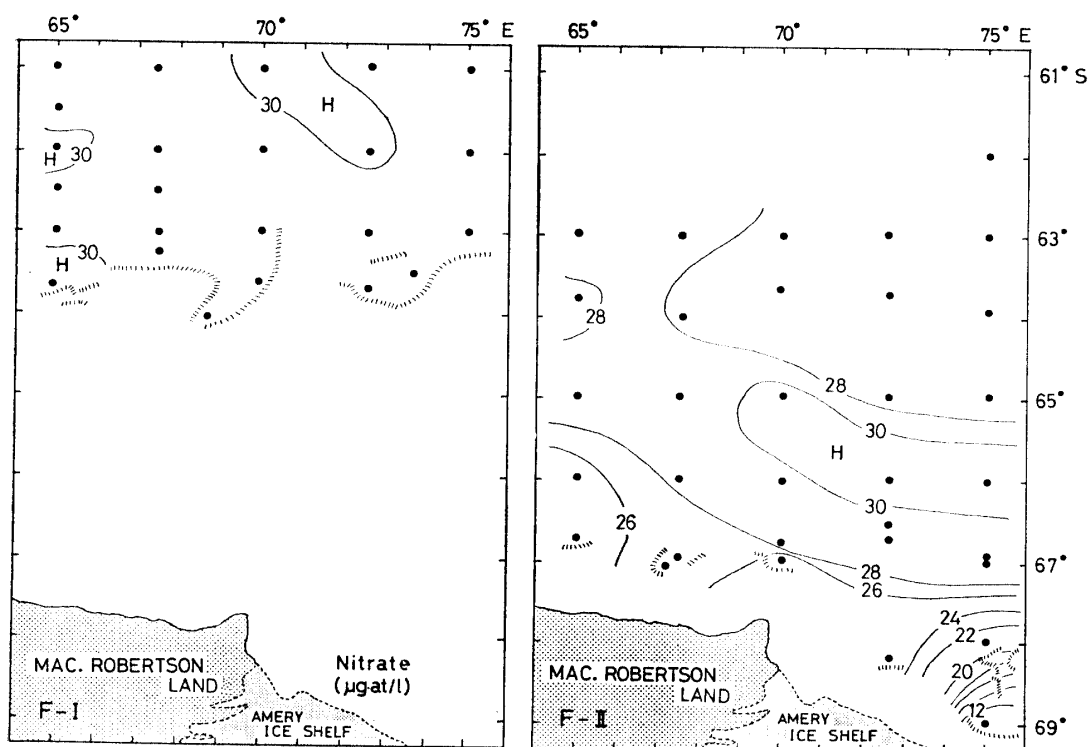 65° 70° 75° E
30
H
30
H
30
H
MAC. ROBERTSON
LAND
Nitrate
(µg·at/l)
F-I
AMERY
ICE SHELF
65° 70° 75° E
61° S
63°
28
28
65°
30
H
30
26
67°
28
26
24
22
20
12
MAC. ROBERTSON
LAND
F-II
AMERY
ICE SHELF
69°